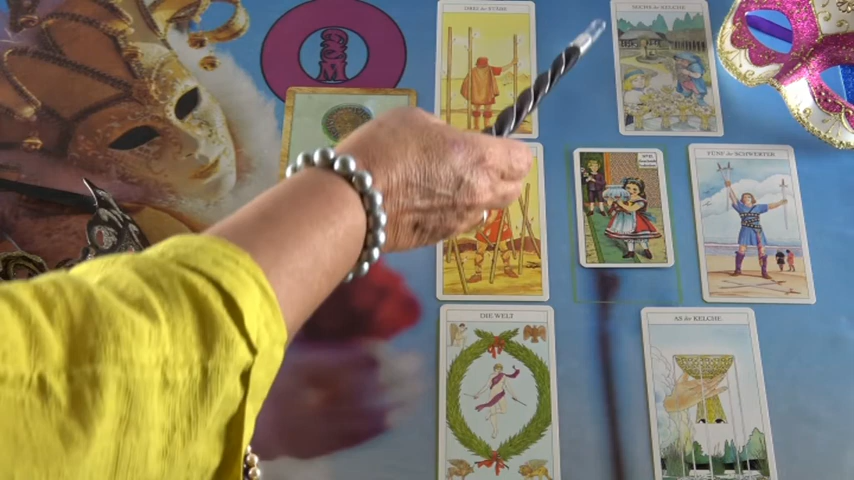 DREI der STÄBE
SECHS der KELCHE
FÜNF der SCHWERTER
DIE WELT
AS der KELCHE